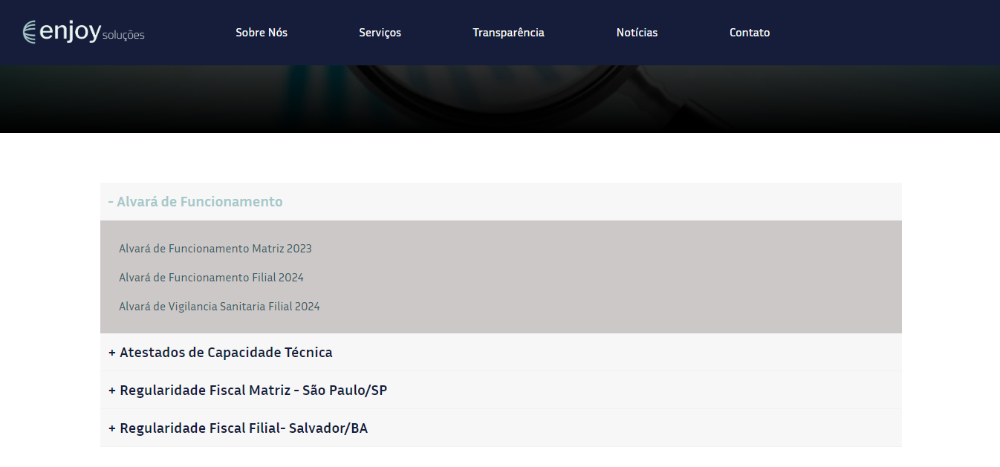 enjoy soluções
Sobre Nós
Serviços
Transparência
Notícias
Contato
- Alvará de Funcionamento
Alvará de Funcionamento Matriz 2023
Alvará de Funcionamento Filial 2024
Alvará de Vigilancia Sanitaria Filial 2024
+ Atestados de Capacidade Técnica
+ Regularidade Fiscal Matriz - São Paulo/SP
+ Regularidade Fiscal Filial- Salvador/BA